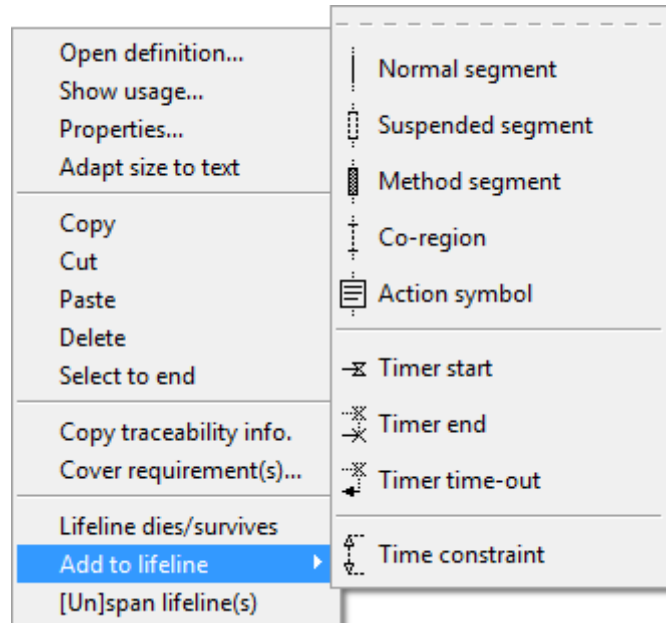 Open definition...
Show usage...
Properties...
Adapt size to text
Copy
Cut
Paste
Delete
Select to end
Copy traceability info.
Cover requirement(s)...
Lifeline dies/survives
Add to lifeline
[Un]span lifeline(s)
Normal segment
Suspended segment
Method segment
Co-region
Action symbol
Timer start
Timer end
Timer time-out
Time constraint